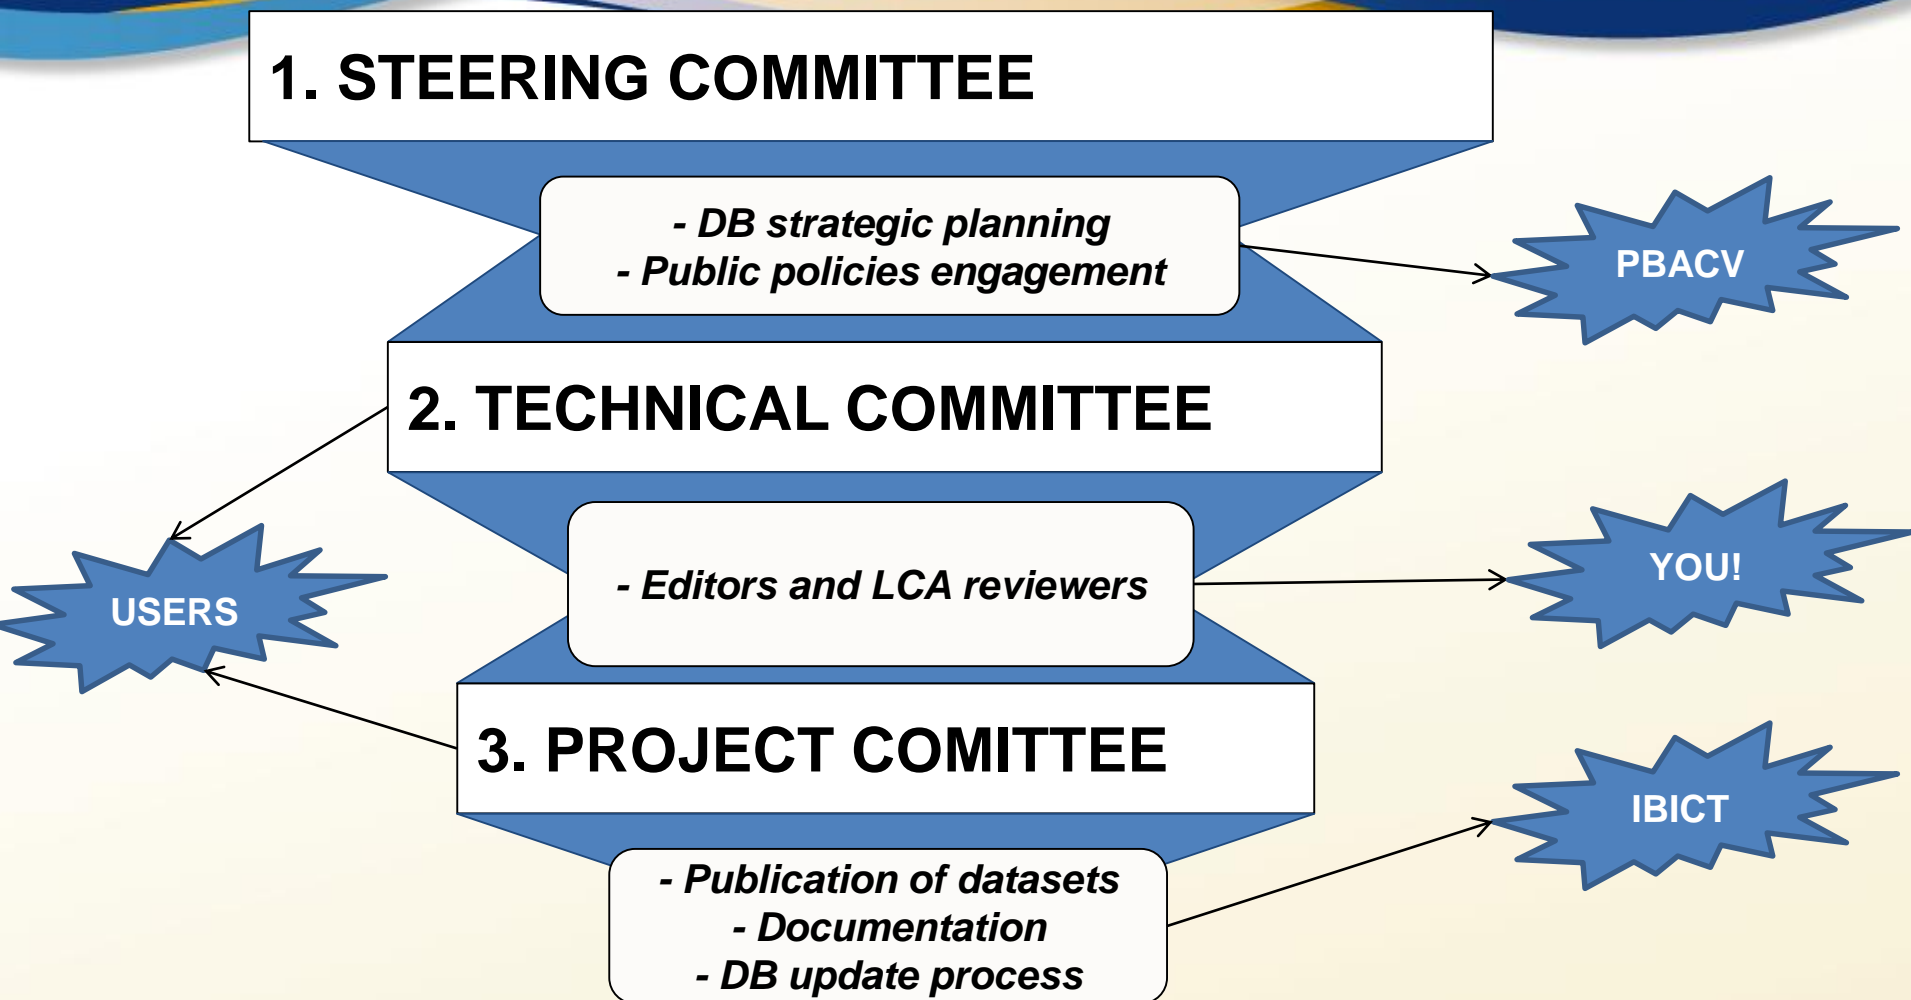 1. STEERING COMMITTEE
- DB strategic planning
- Public policies engagement
PBACV
2. TECHNICAL COMMITTEE
- Editors and LCA reviewers
YOU!
USERS
3. PROJECT COMITTEE
IBICT
- Publication of datasets
- Documentation
- DB update process